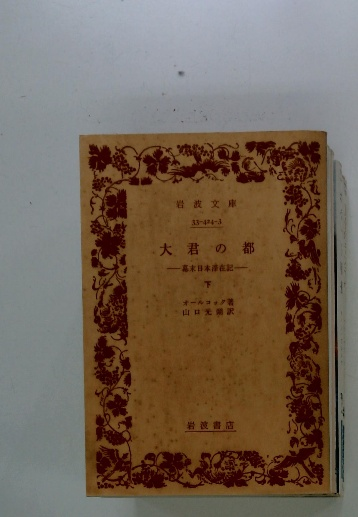 岩波文庫
33-424-3
大君の都
——幕末日本滞在記——
下
オールコック著
山口光朔訳
岩波書店